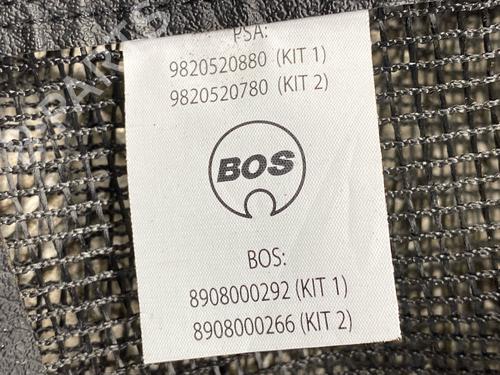 PSA:
9820520880 (KIT 1)
9820520780 (KIT 2)
BOS
BOS:
8908000292 (KIT 1)
8908000266 (KIT 2)